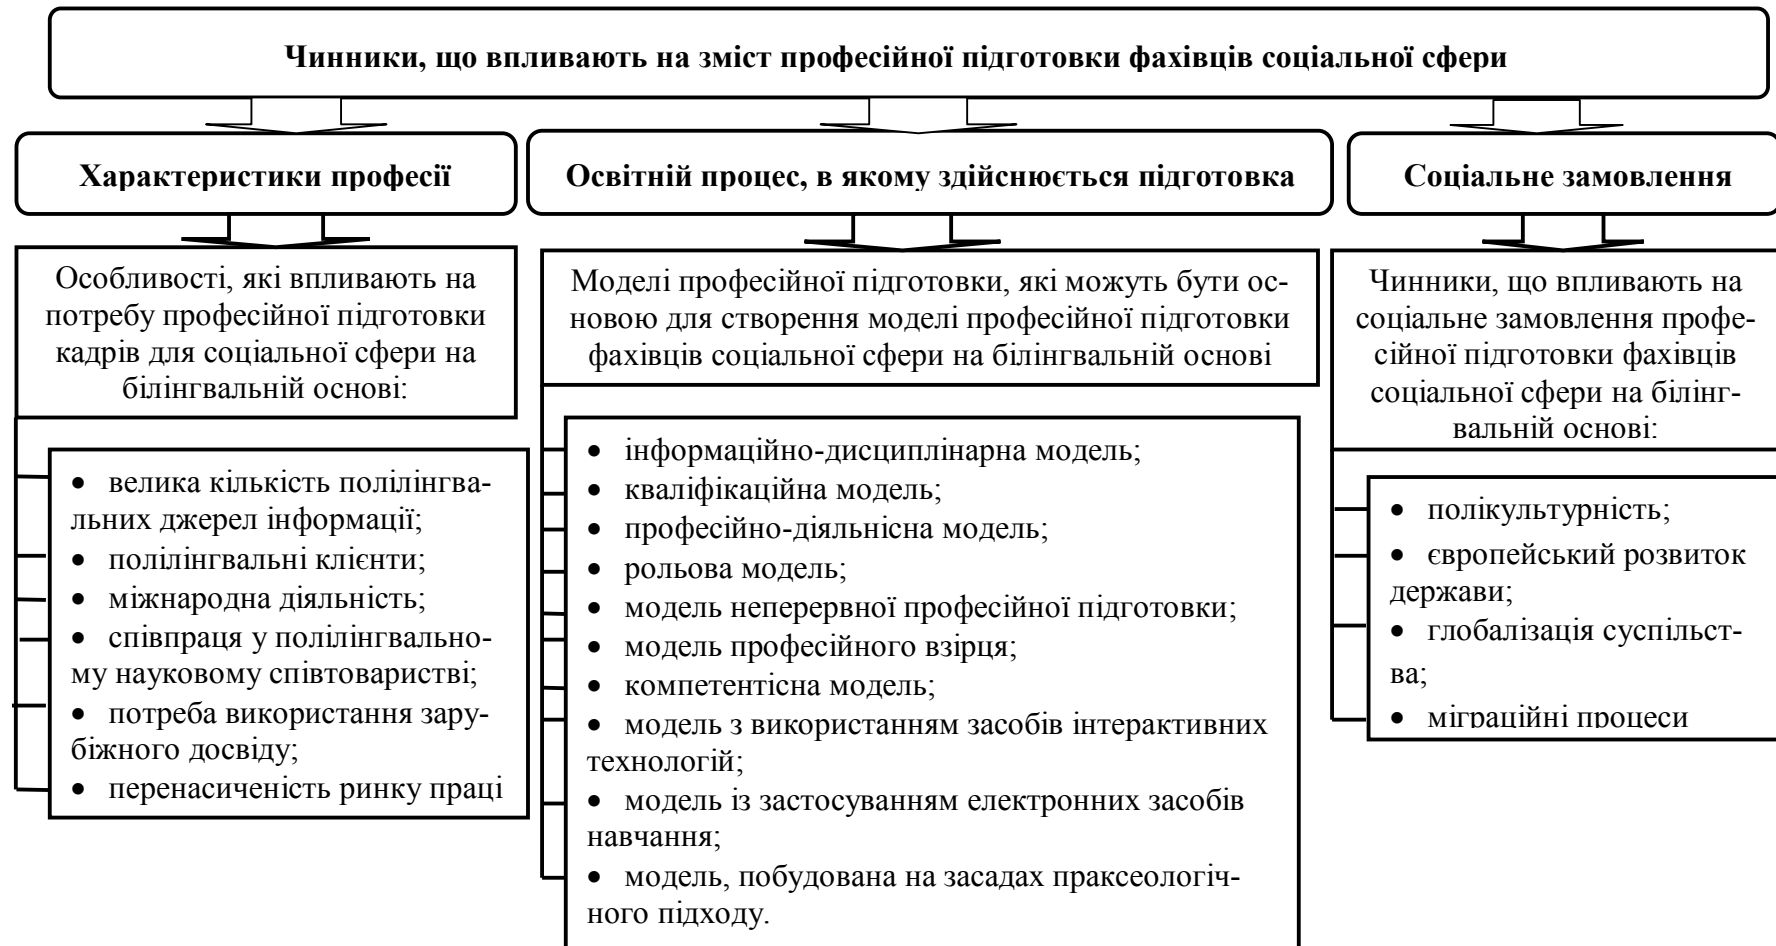 Чинники, що впливають на зміст професійної підготовки фахівців соціальної сфери
Характеристики професії
Особливості, які впливають на
потребу професійної підготовки
кадрів для соціальної сфери на
білінгвальній основі:
• велика кількість полілінгва-
льних джерел інформації;
• полілінгвальні клієнти;
• міжнародна діяльність;
• співпраця у полілінгвально-
му науковому співтоваристві;
• потреба використання зару-
біжного досвіду;
• перенасиченість ринку праці
Освітній процес, в якому здійснюється підготовка
Моделі професійної підготовки, які можуть бути ос-
новою для створення моделі професійної підготовки
фахівців соціальної сфери на білінгвальній основі
• інформаційно-дисциплінарна модель;
• кваліфікаційна модель;
• професійно-діяльнісна модель;
• рольова модель;
• модель неперервної професійної підготовки;
• модель професійного взірця;
• компетентісна модель;
• модель з використанням засобів інтерактивних
технологій;
• модель із застосуванням електронних засобів
навчання;
• модель, побудована на засадах праксеологіч-
ного підходу.
Соціальне замовлення
Чинники, що впливають на
соціальне замовлення профе-
сійної підготовки фахівців
соціальної сфери на білінг-
вальній основі:
• полікультурність;
• європейський розвиток
держави;
• глобалізація суспільст-
ва;
• міграційні процеси